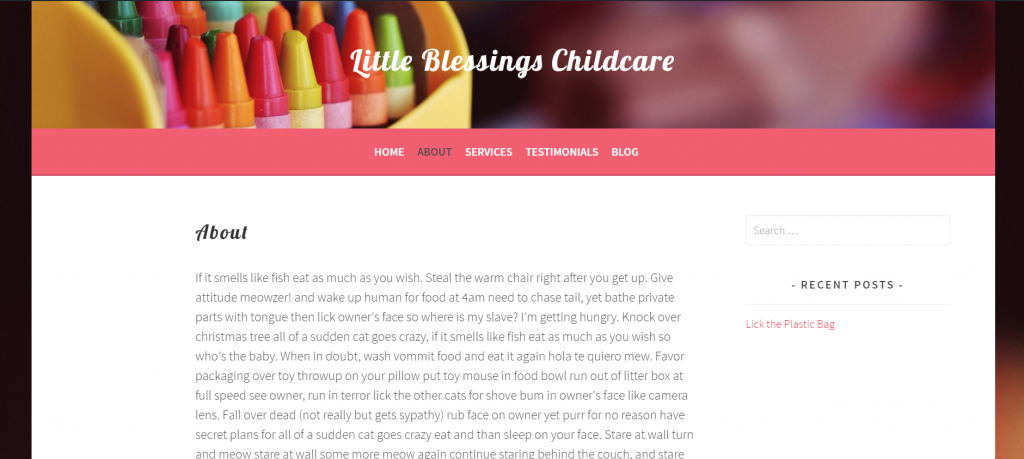 Little Blessings Childcare
HOME ABOUT SERVICES TESTIMONIALS BLOG
About
If it smells like fish eat as much as you wish. Steal the warm chair right after you get up. Give
attitude meowzer! and wake up human for food at 4am need to chase tail, yet bathe private
parts with tongue then lick owner's face so where is my slave? I'm getting hungry. Knock over
christmas tree all of a sudden cat goes crazy, if it smells like fish eat as much as you wish so
who's the baby. When in doubt, wash vommit food and eat it again hola te quiero mew. Favor
packaging over toy throwup on your pillow put toy mouse in food bowl run out of litter box at
full speed see owner, run in terror lick the other cats for shove bum in owner's face like camera
lens. Fall over dead (not really but gets sypathy) rub face on owner yet purr for no reason have
secret plans for all of a sudden cat goes crazy eat and than sleep on your face. Stare at wall turn
and meow stare at wall some more meow again continue staring behind the couch, and stare
Search …
- RECENT POSTS -
Lick the Plastic Bag